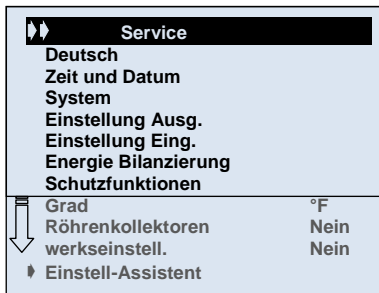 Service
Deutsch
Zeit und Datum
System
Einstellung Ausg.
Einstellung Eing.
Energie Bilanzierung
Schutzfunktionen
Grad °F
Röhrenkollektoren Nein
werkseinstell. Nein
Einstell-Assistent